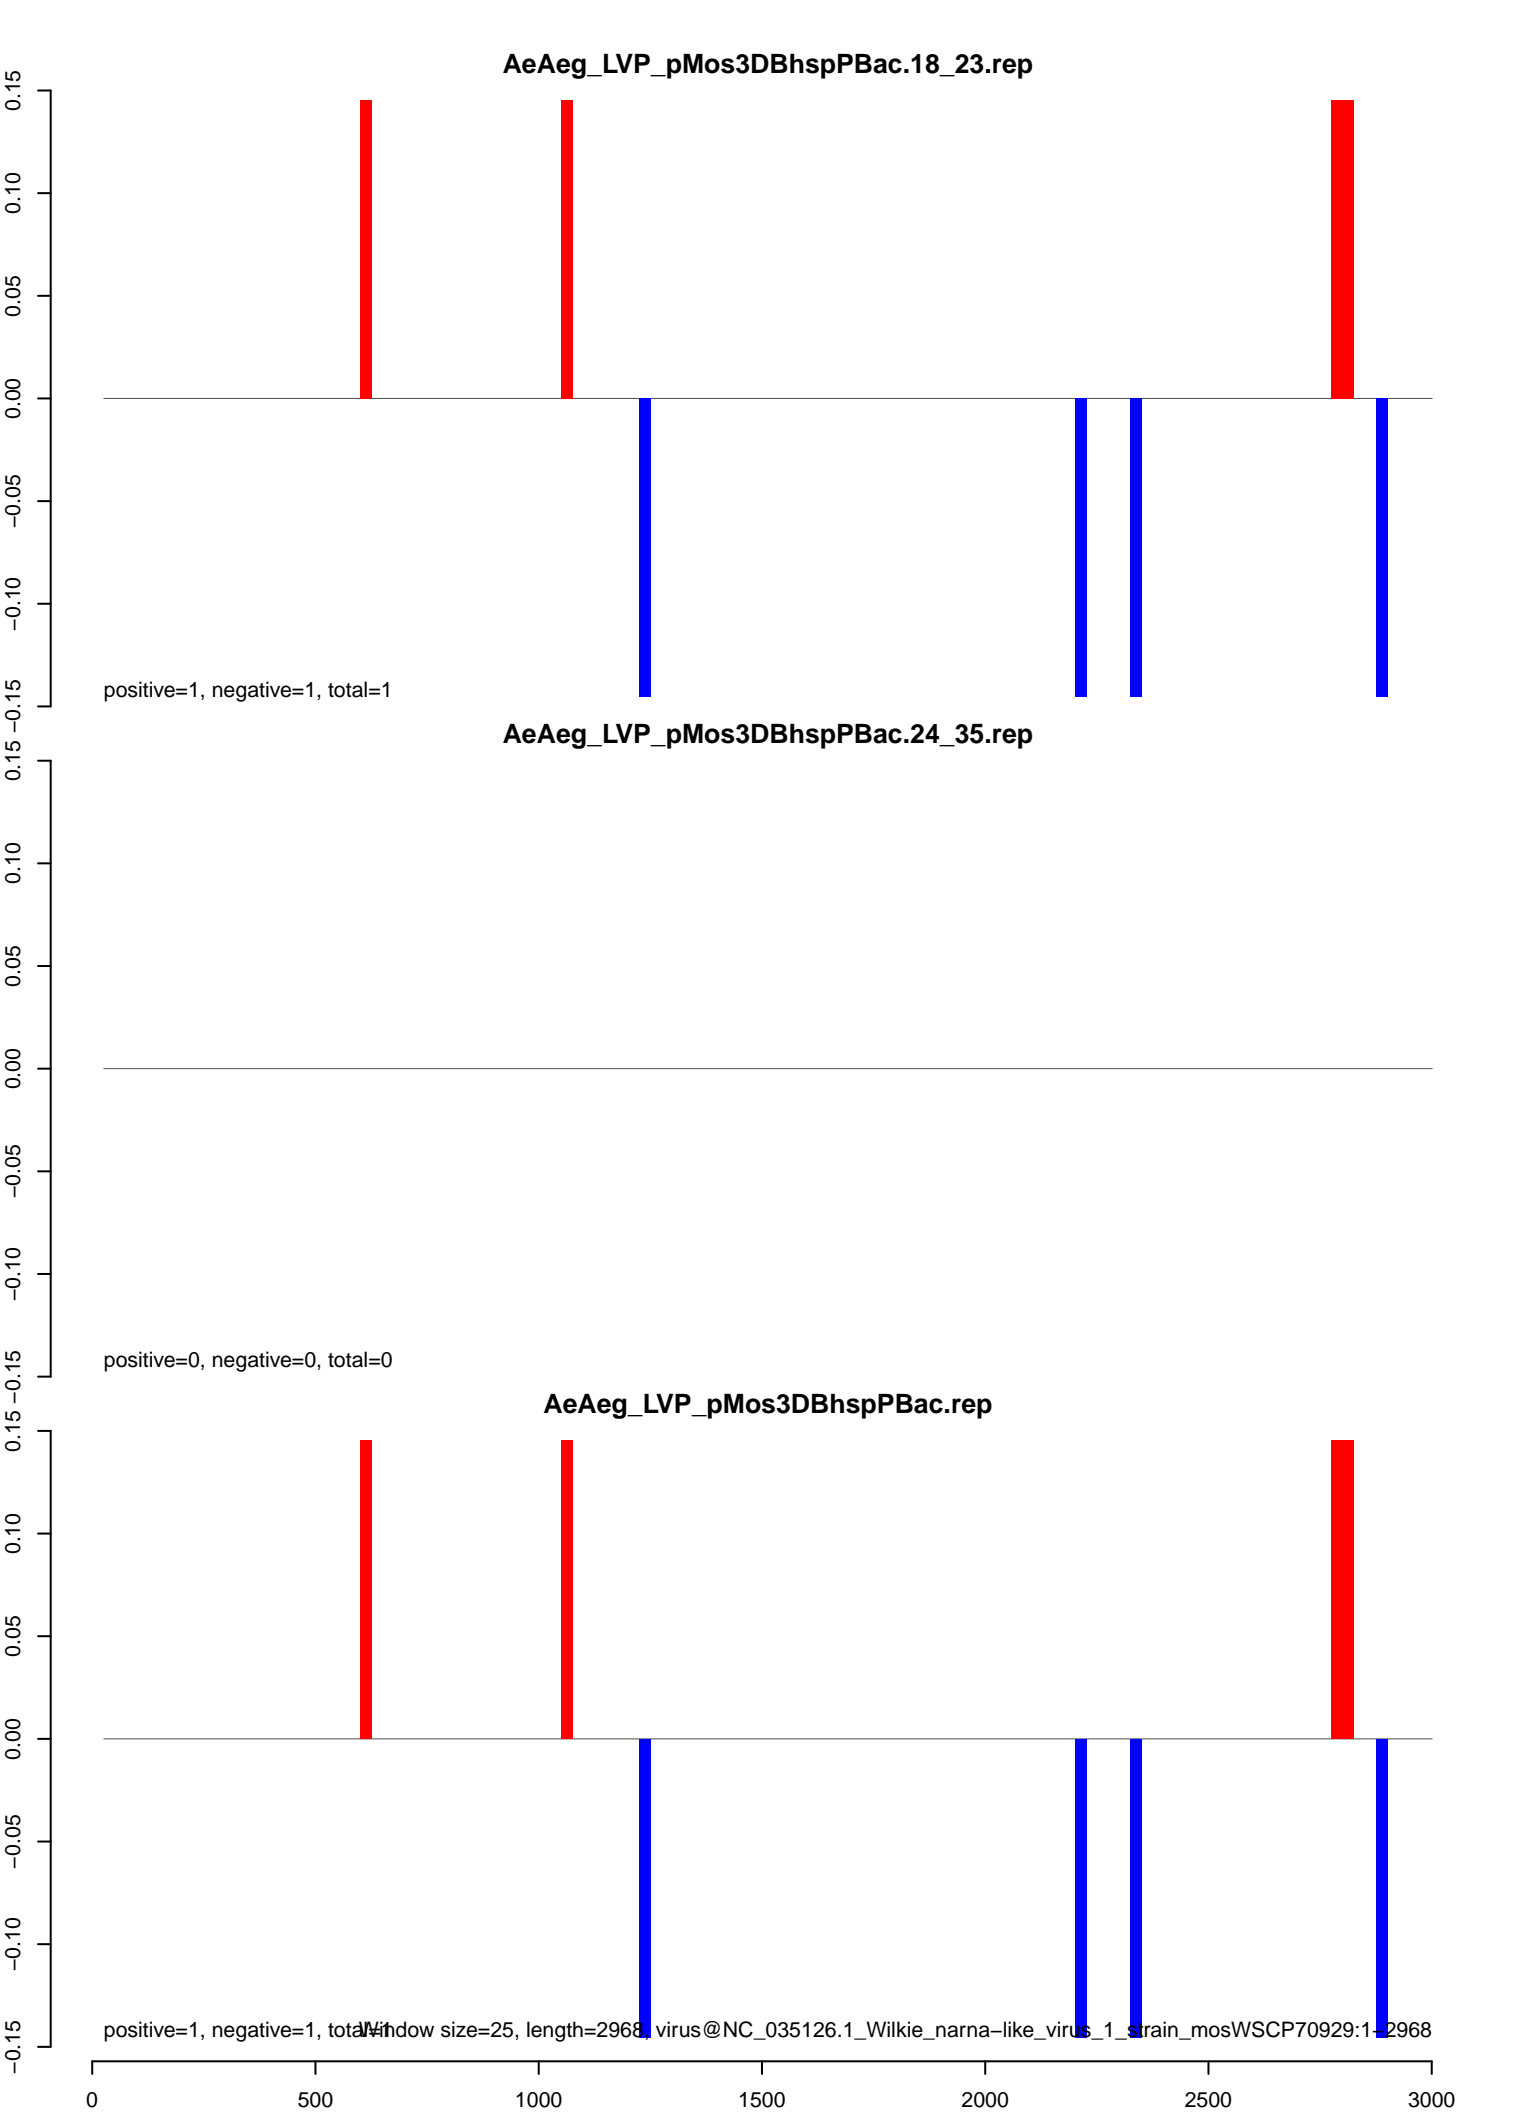 AeAeg_LVP_pMos3DBhspPBac.18_23.rep
0.15
0.10
0.05
0.00
−0.05
−0.10
−0.15
positive=1, negative=1, total=1
AeAeg_LVP_pMos3DBhspPBac.24_35.rep
0.15
0.10
0.05
0.00
−0.05
−0.10
−0.15
positive=0, negative=0, total=0
AeAeg_LVP_pMos3DBhspPBac.rep
0.15
0.10
0.05
0.00
−0.05
−0.10
−0.15
positive=1, negative=1, total=1
Window size=25, length=2968, virus@NC_035126.1_Wilkie_narna−like_virus_1_strain_mosWSCP70929:1−2968
0 500 1000 1500 2000 2500 3000